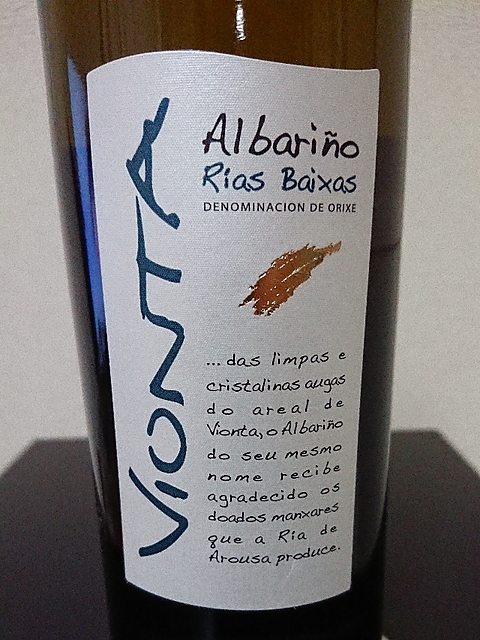 VIONTA
Albariño
Rias Baixas
DENOMINACION DE ORIXE
...das limpas e
cristalinas augas
do areal de
Vionta, o Albariño
do seu mesmo
nome recibe
agradecido os
doados manxares
que a Ria de
Arousa produce.